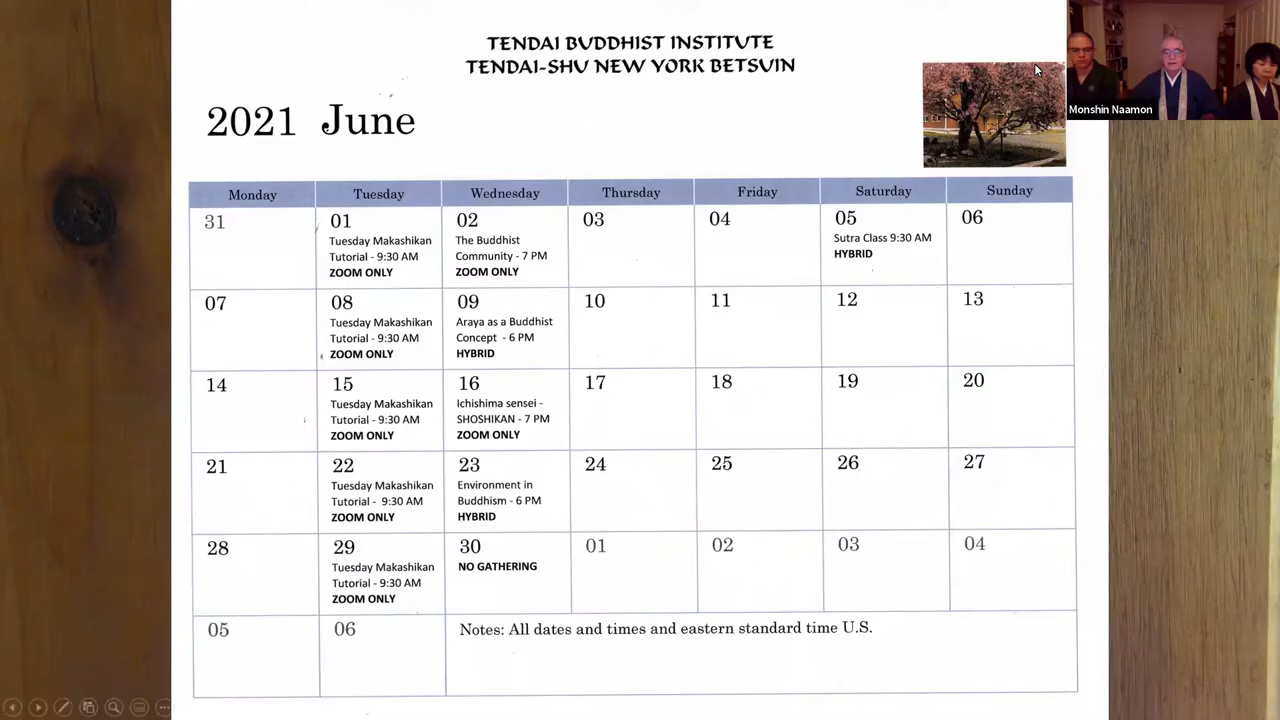 TENDAI BUDDHIST INSTITUTE
TENDAI-SHU NEW YORK BETSUIN
2021 June
Monshin Naamon
Monday Tuesday Wednesday Thursday Friday Saturday Sunday
31
01
Tuesday Makashikan
Tutorial - 9:30 AM
ZOOM ONLY
02
The Buddhist
Community - 7 PM
ZOOM ONLY
03
04
05
Sutra Class 9:30 AM
HYBRID
06
07
08
Tuesday Makashikan
Tutorial - 9:30 AM
ZOOM ONLY
09
Araya as a Buddhist
Concept - 6 PM
HYBRID
10
11
12
13
14
15
Tuesday Makashikan
Tutorial - 9:30 AM
ZOOM ONLY
16
Ichishima sensei -
SHOSHIKAN - 7 PM
ZOOM ONLY
17
18
19
20
21
22
Tuesday Makashikan
Tutorial - 9:30 AM
ZOOM ONLY
23
Environment in
Buddhism - 6 PM
HYBRID
24
25
26
27
28
29
Tuesday Makashikan
Tutorial - 9:30 AM
ZOOM ONLY
30
NO GATHERING
01
02
03
04
05
06
Notes: All dates and times and eastern standard time U.S.